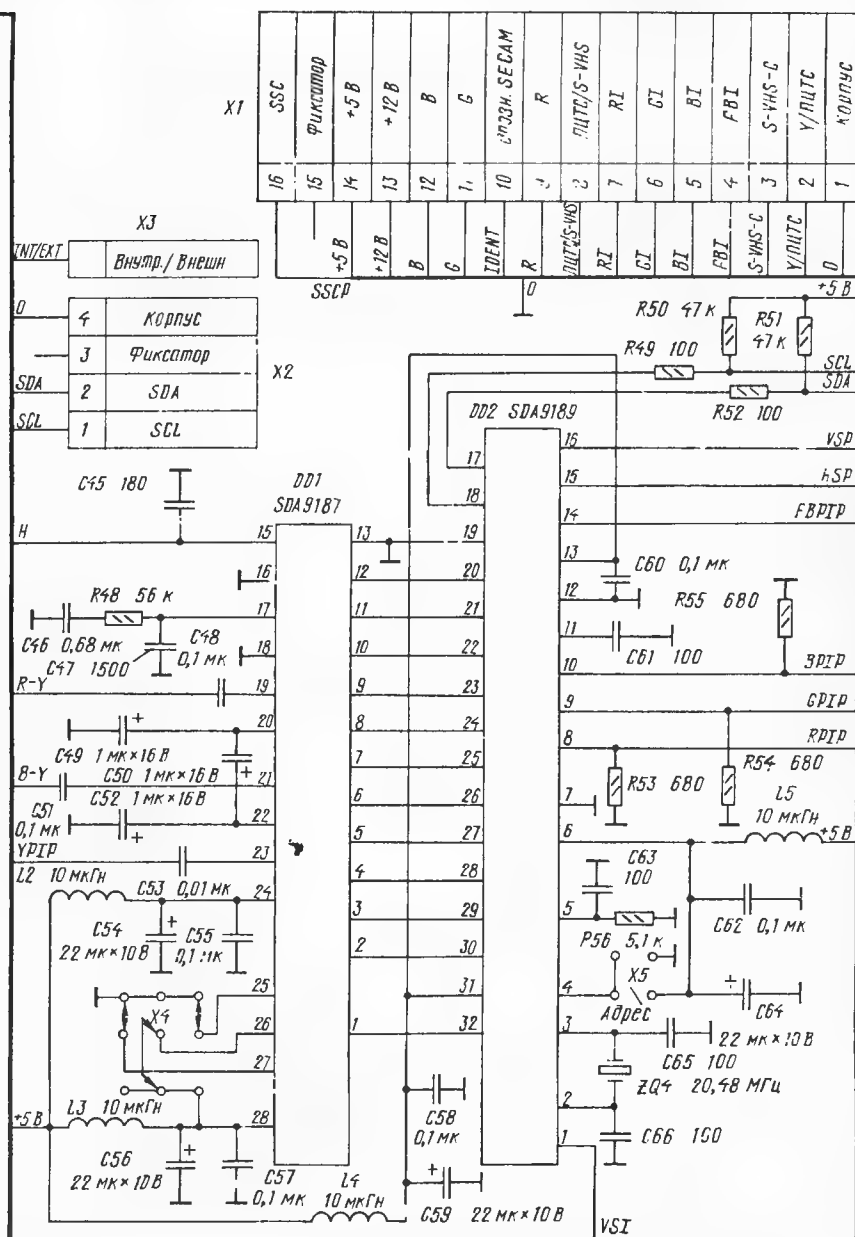 X1
SSC
Фиксатор
+5 В
+12 В
B
G
R
ПЦТС/S-VHS
RI
GI
BI
FBI
S-VHS-C
Y/ПЦТС
Корпус
16
15
14
13
12
10
7
6
5
4
3
2
1
SSCP
+5 В
+12 В
B
G
IDENT
R
ПЦТС/S-VHS
RI
GI
BI
FBI
S-VHS-C
Y/ПЦТС
0
0
X3
INT/EXT
Внутр./Внешн
0
4 Корпус
3 Фиксатор
SDA
2 SDA
SCL
1 SCL
X2
+5 В
R50 47 к
R51
47 к
R49 100
SCL
SDA
R52 100
DD2 SDA9189
16 VSP
17
15 HSP
18
14 FBPIP
C45 180
DD1
SDA9187
H
15
13
19
13
C60 0,1 мк
16
12
20
12
R55 680
R48 56 к
17
11
21
11
C46 0,68 мк
C48
0,1 мк
C47 1500
18
10
22
C61 100
10
R-Y
19
9
23
9 GPIP
20
8
24
8 RPIP
C49 1 мк×16 В
7
25
R54 680
R53 680
B-Y
C50 1 мк×16 В
21
6
26
7
L5
10 мкГн
C52 1 мк×16 В
C51
0,1 мк
22
5
27
6
+5 В
YPIP
23
C63
100
L2 10 мкГн
C53 0,01 мк
4
28
24
3
29
5
C62
0,1 мк
C54
22 мк×10 В
C55
0,1 мк
2
30
R56 5,1 к
X5
25
31
4
Адрес
C64
22 мк×10 В
X4
26
1
32
3
C65 100
27
ZQ4 20,48 МГц
+5 В
L3 10 мкГн
28
C58
0,1 мк
2
1
C66 100
C56
22 мк×10 В
C57
0,1 мк
L4
10 мкГн
C59 22 мк×10 В
VSI